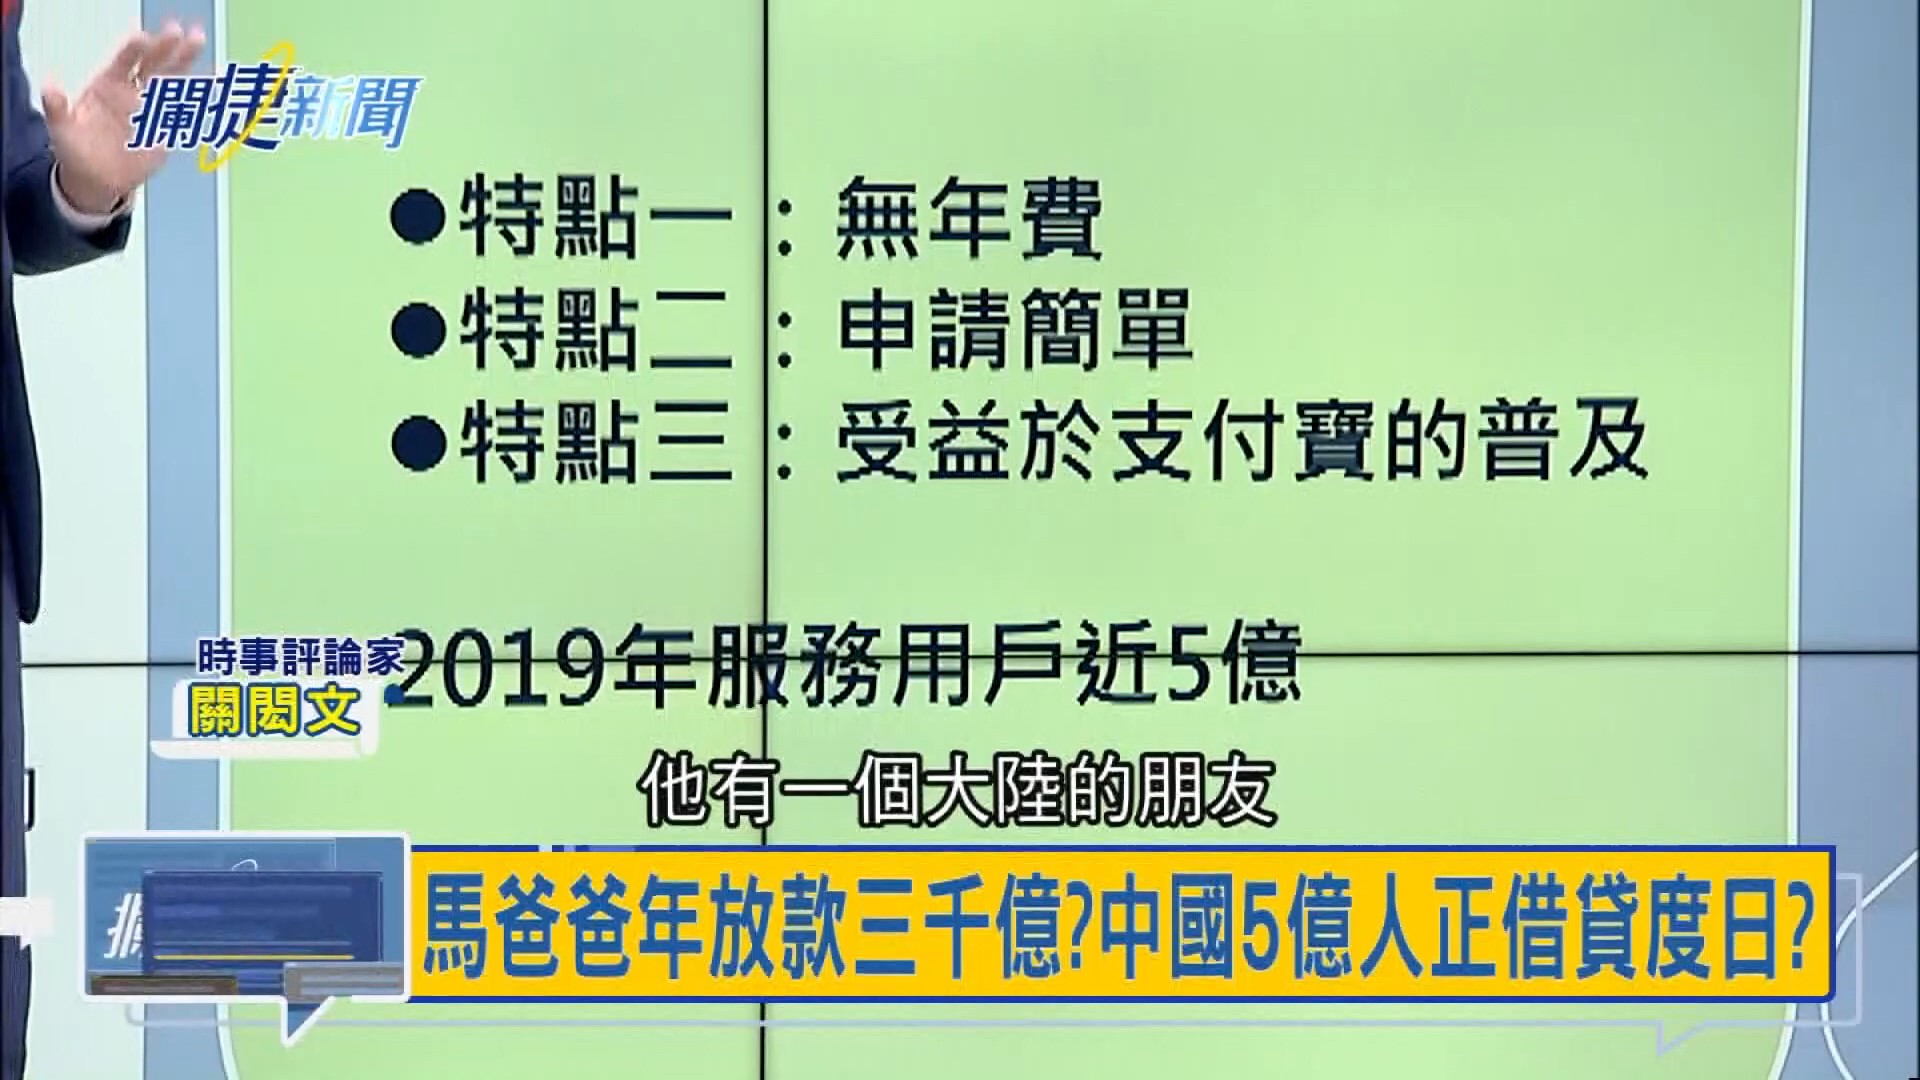 攔捷新聞
●特點一：無年費
●特點二：申請簡單
●特點三：受益於支付寶的普及
時事評論家
關閎文
2019年服務用戶近5億
他有一個大陸的朋友
馬爸爸年放款三千億?中國5億人正借貸度日?
攔